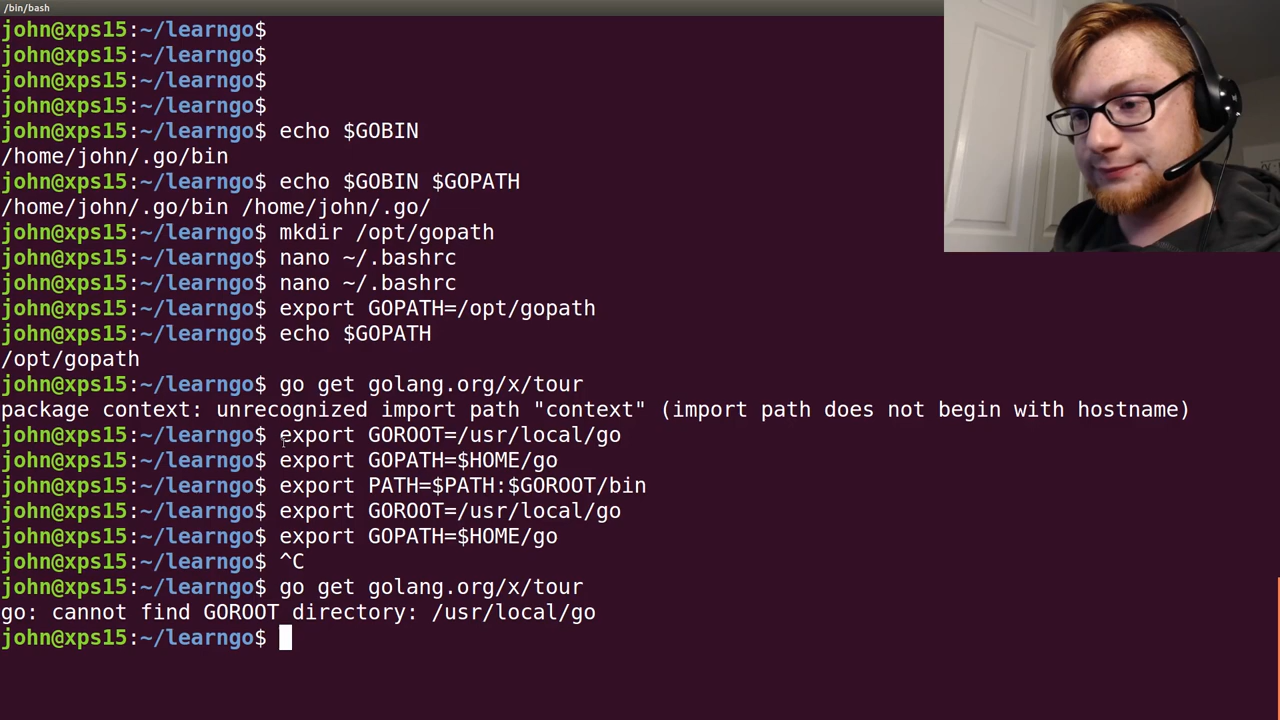 /bin/bash
john@xps15:~/learngo$
john@xps15:~/learngo$
john@xps15:~/learngo$
john@xps15:~/learngo$
john@xps15:~/learngo$ echo $GOBIN
/home/john/.go/bin
john@xps15:~/learngo$ echo $GOBIN $GOPATH
/home/john/.go/bin /home/john/.go/
john@xps15:~/learngo$ mkdir /opt/gopath
john@xps15:~/learngo$ nano ~/.bashrc
john@xps15:~/learngo$ nano ~/.bashrc
john@xps15:~/learngo$ export GOPATH=/opt/gopath
john@xps15:~/learngo$ echo $GOPATH
/opt/gopath
john@xps15:~/learngo$ go get golang.org/x/tour
package context: unrecognized import path "context" (import path does not begin with hostname)
john@xps15:~/learngo$ export GOROOT=/usr/local/go
john@xps15:~/learngo$ export GOPATH=$HOME/go
john@xps15:~/learngo$ export PATH=$PATH:$GOROOT/bin
john@xps15:~/learngo$ export GOROOT=/usr/local/go
john@xps15:~/learngo$ export GOPATH=$HOME/go
john@xps15:~/learngo$ ^C
john@xps15:~/learngo$ go get golang.org/x/tour
go: cannot find GOROOT directory: /usr/local/go
john@xps15:~/learngo$